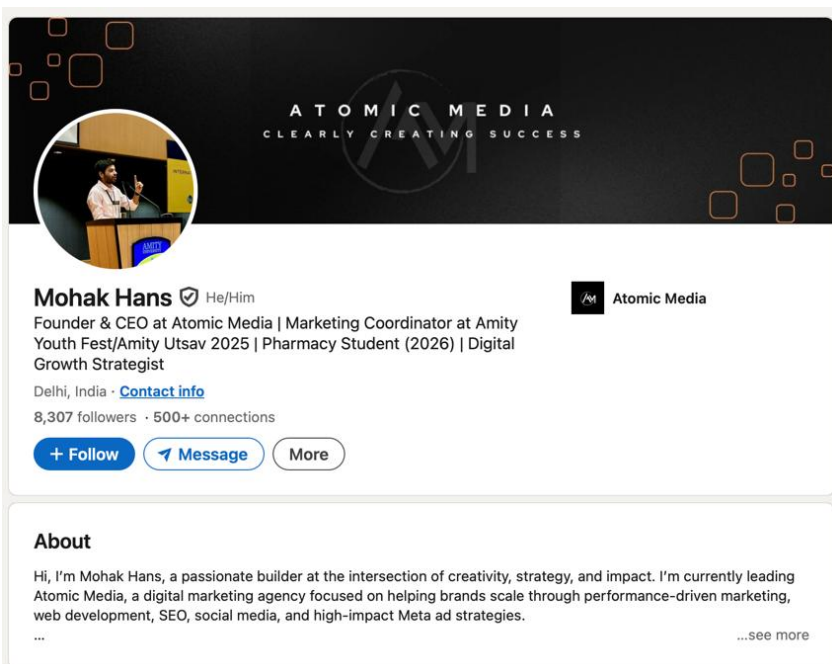 ATOMIC MEDIA
CLEARLY CREATING SUCCESS
AMITY
Mohak Hans He/Him
Atomic Media
Founder & CEO at Atomic Media | Marketing Coordinator at Amity
Youth Fest/Amity Utsav 2025 | Pharmacy Student (2026) | Digital
Growth Strategist
Delhi, India · Contact info
8,307 followers · 500+ connections
+ Follow
Message
More
About
Hi, I’m Mohak Hans, a passionate builder at the intersection of creativity, strategy, and impact. I’m currently leading
Atomic Media, a digital marketing agency focused on helping brands scale through performance-driven marketing,
web development, SEO, social media, and high-impact Meta ad strategies.
...
...see more